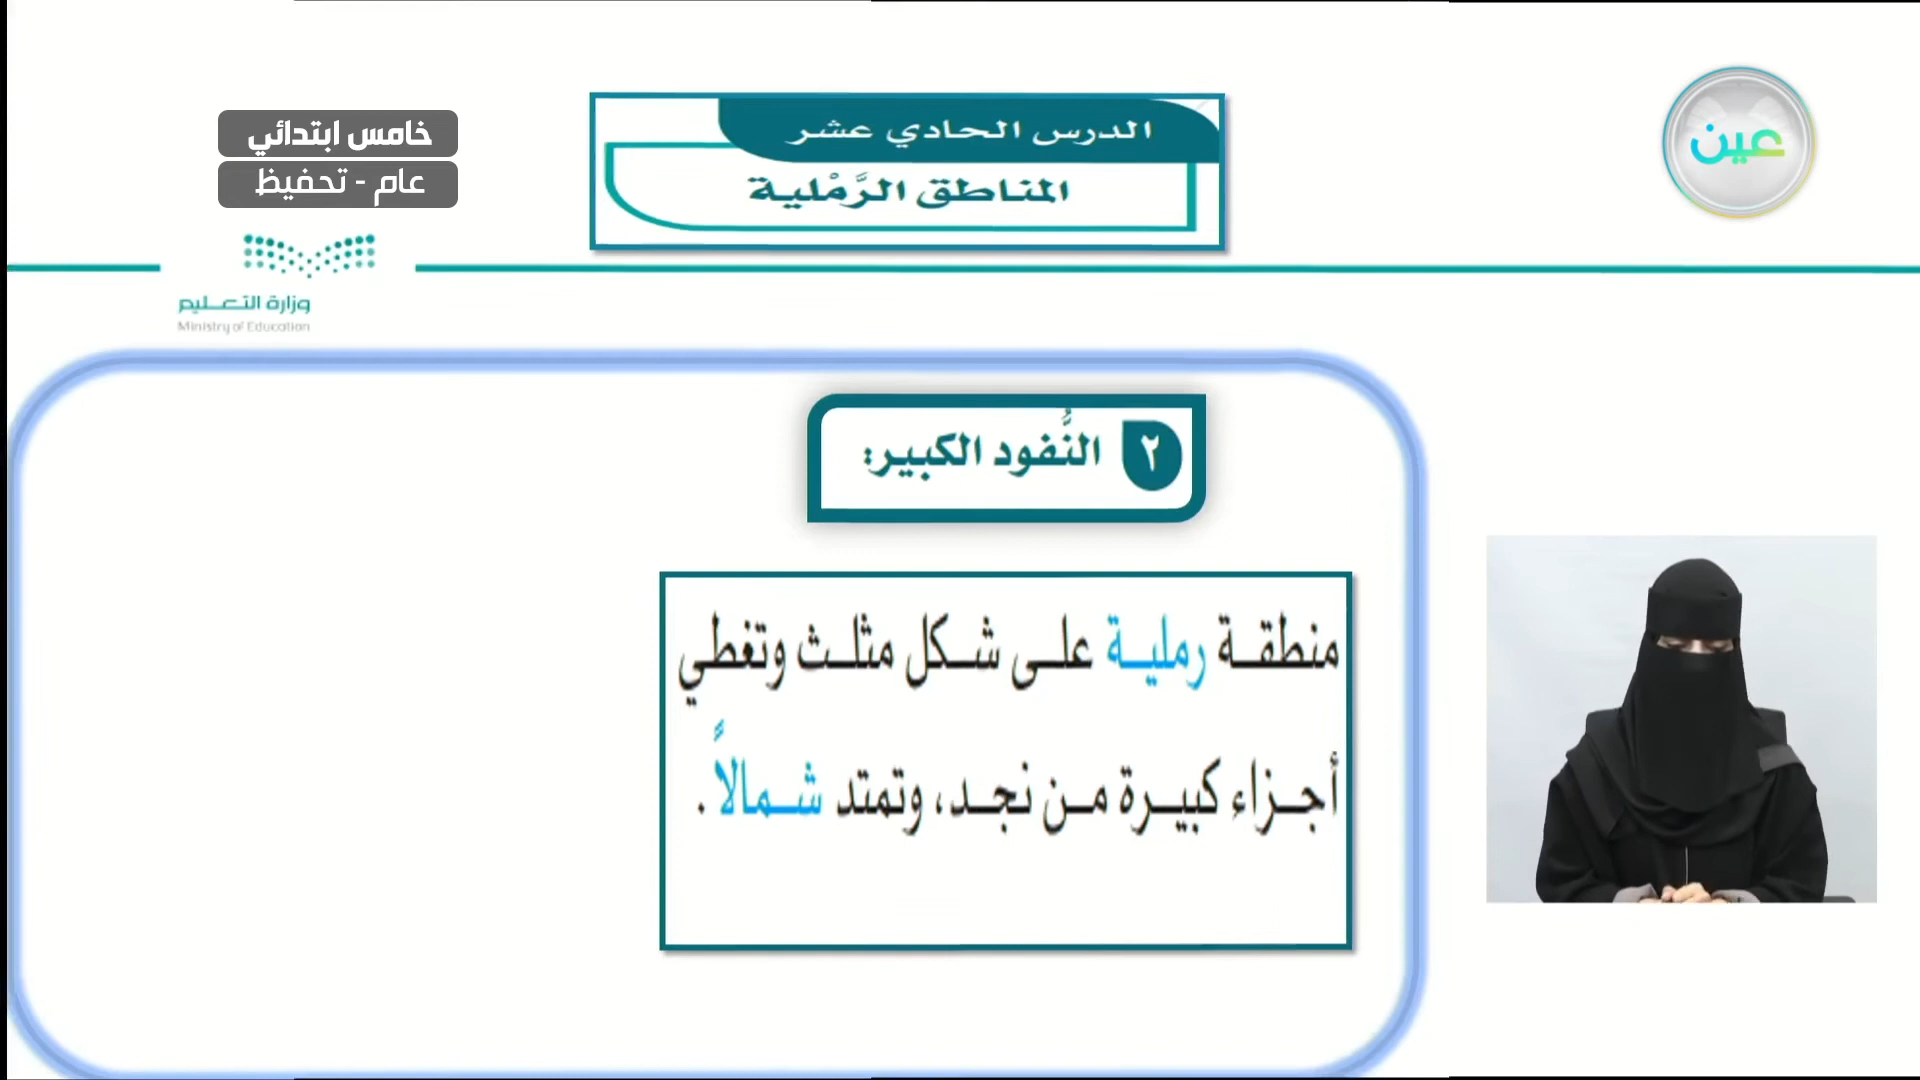 الدرس الحادي عشر
المناطق الرَّمْلية
عين
خامس ابتدائي
عام - تحفيظ
وزارة التعليم
Ministry of Education
٢ النُّفود الكبير:
منطقة رملية على شكل مثلث وتغطي
أجزاء كبيرة من نجد، وتمتد شمالاً .